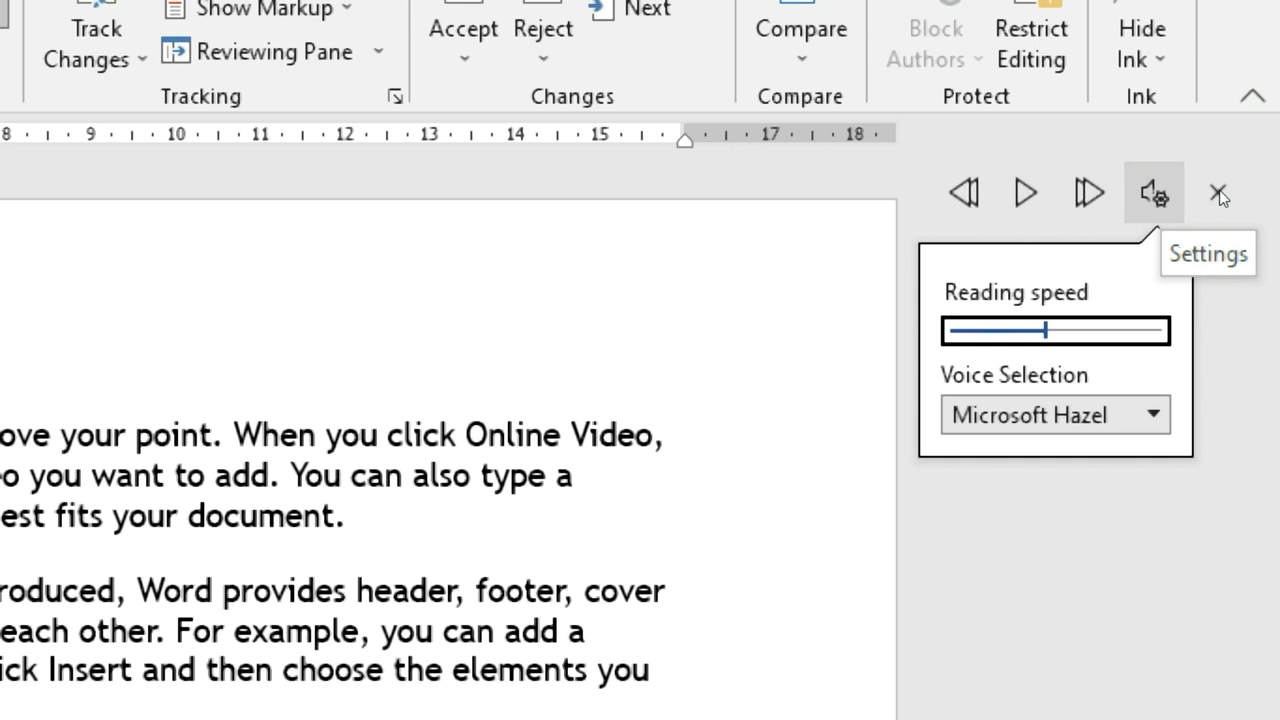 Show Markup
Next
Track
Changes
Reviewing Pane
Accept
Reject
Compare
Block
Authors
Restrict
Editing
Hide
Ink
Tracking
Changes
Compare
Protect
Ink
8 9 10 11 12 13 14 15 17 18
Settings
Reading speed
Voice Selection
Microsoft Hazel
ove your point. When you click Online Video,
o you want to add. You can also type a
est fits your document.
roduced, Word provides header, footer, cover
each other. For example, you can add a
ick Insert and then choose the elements you